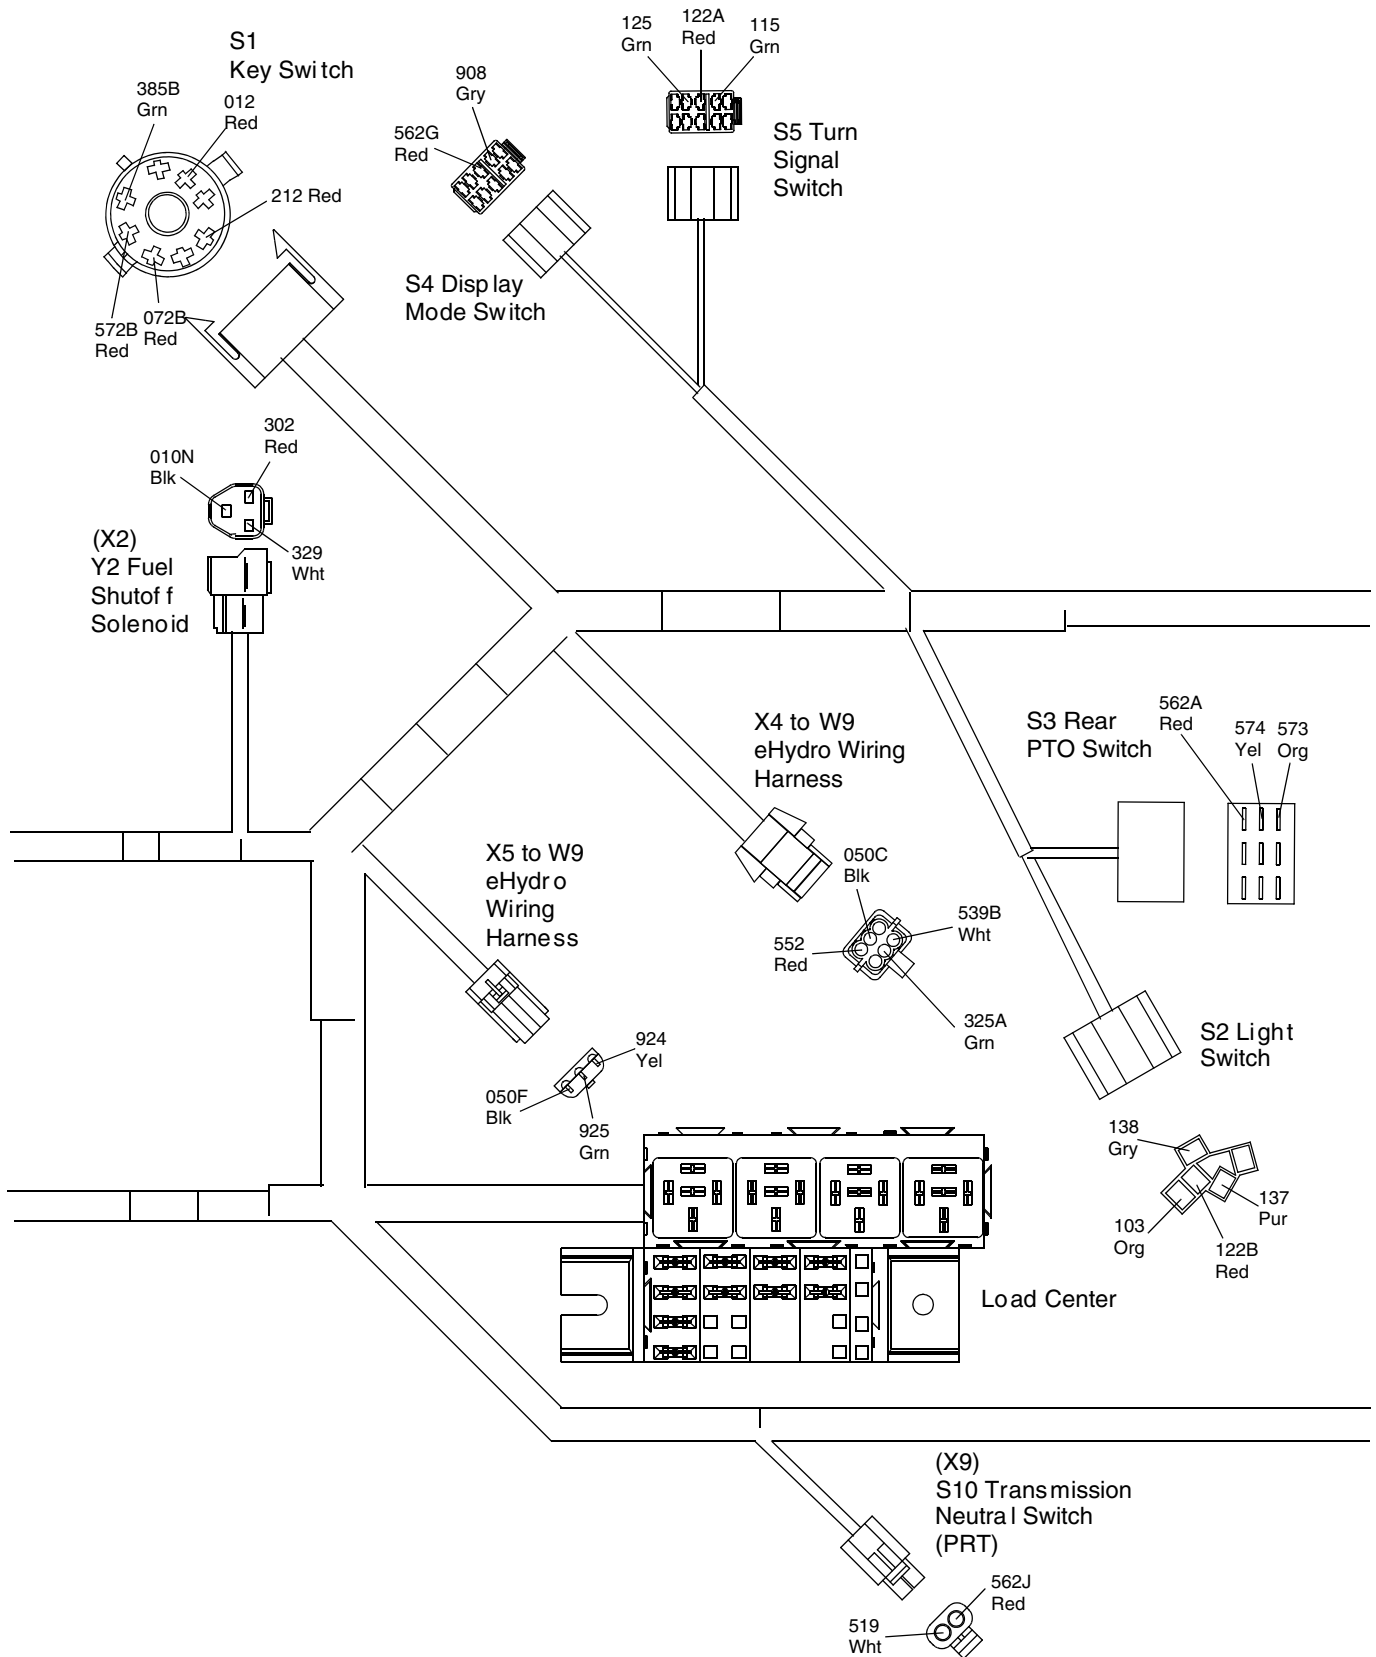 S1
Key Switch
385B
Grn
012
Red
212 Red
572B
Red
072B
Red
908
Gry
562G
Red
S4 Display
Mode Switch
125
Grn
122A
Red
115
Grn
S5 Turn
Signal
Switch
302
Red
010N
Blk
329
Wht
(X2)
Y2 Fuel
Shutoff
Solenoid
X4 to W9
eHydro Wiring
Harness
050C
Blk
539B
Wht
552
Red
325A
Grn
S3 Rear
PTO Switch
562A
Red
574
Yel
573
Org
X5 to W9
eHydro
Wiring
Harness
924
Yel
050F
Blk
925
Grn
S2 Light
Switch
138
Gry
137
Pur
103
Org
122B
Red
Load Center
(X9)
S10 Transmission
Neutral Switch
(PRT)
562J
Red
519
Wht